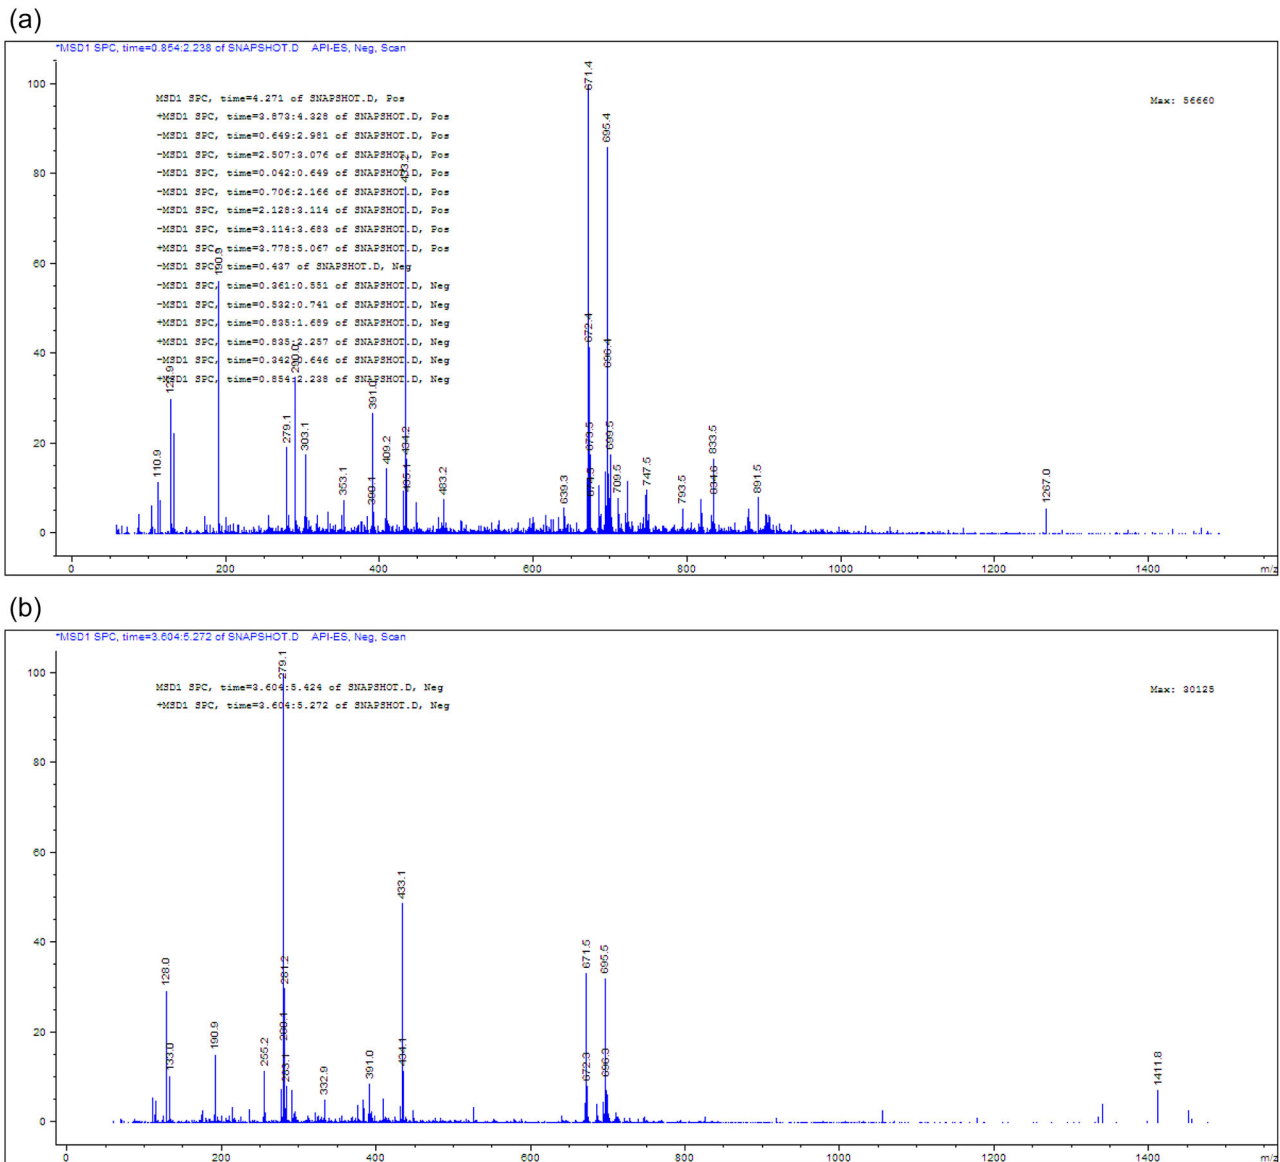 (a)
*MSD1 SPC, time=0.854:2.238 of SNAPSHOT.D API-ES, Neg, Scan
MSD1 SPC, time=4.271 of SNAPSHOT.D, Pos
Max: 56660
+MSD1 SPC, time=3.873:4.328 of SNAPSHOT.D, Pos
-MSD1 SPC, time=0.649:2.981 of SNAPSHOT.D, Pos
-MSD1 SPC, time=2.507:3.076 of SNAPSHOT.D, Pos
-MSD1 SPC, time=0.042:0.649 of SNAPSHOT.D, Pos
-MSD1 SPC, time=0.706:2.166 of SNAPSHOT.D, Pos
-MSD1 SPC, time=2.128:3.114 of SNAPSHOT.D, Pos
-MSD1 SPC, time=3.114:3.683 of SNAPSHOT.D, Pos
+MSD1 SPC, time=3.778:5.067 of SNAPSHOT.D, Pos
-MSD1 SPC, time=0.437 of SNAPSHOT.D, Neg
-MSD1 SPC, time=0.361:0.551 of SNAPSHOT.D, Neg
-MSD1 SPC, time=0.532:0.741 of SNAPSHOT.D, Neg
+MSD1 SPC, time=0.835:1.689 of SNAPSHOT.D, Neg
+MSD1 SPC, time=0.835:2.257 of SNAPSHOT.D, Neg
-MSD1 SPC, time=0.342:0.646 of SNAPSHOT.D, Neg
+MSD1 SPC, time=0.854:2.238 of SNAPSHOT.D, Neg
100
80
60
40
20
0
110.9
190.9
279.1
290.0
303.1
353.1
391.0
390.1
409.2
433.2
434.2
435.1
483.2
639.3
671.4
672.4
673.5
674.5
695.4
696.4
699.5
709.5
747.5
793.5
833.5
834.6
891.5
1267.0
0 200 400 600 800 1000 1200 1400 m/z
(b)
*MSD1 SPC, time=3.604:5.272 of SNAPSHOT.D API-ES, Neg, Scan
MSD1 SPC, time=3.604:5.424 of SNAPSHOT.D, Neg
Max: 30125
+MSD1 SPC, time=3.604:5.272 of SNAPSHOT.D, Neg
100
80
60
40
20
0
128.0
133.0
190.9
255.2
279.1
281.2
283.1
332.9
391.0
433.1
434.1
671.5
672.3
695.5
696.3
1411.8
0 200 400 600 800 1000 1200 1400 m/z